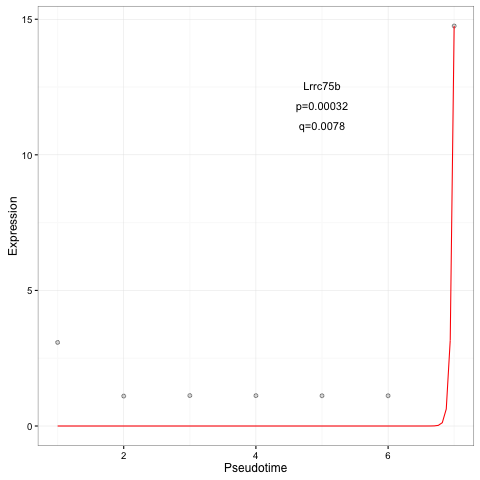 15
Lrrc75b
p=0.00032
q=0.0078
10
Expression
5
0
2 4 6
Pseudotime